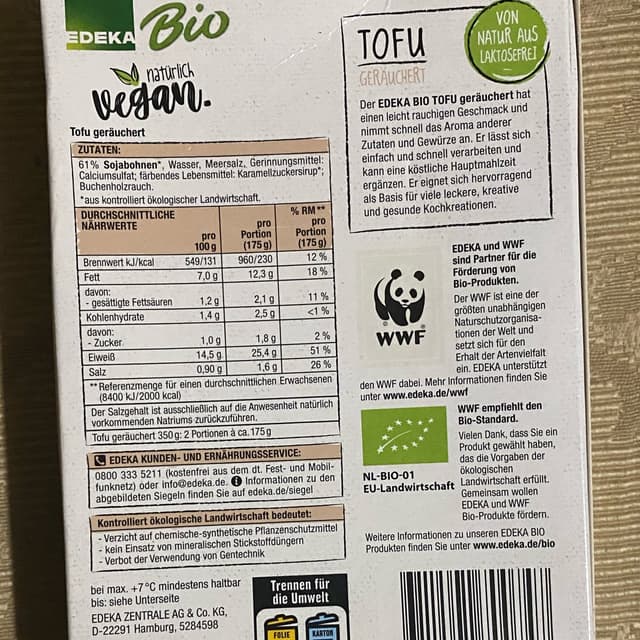 EDEKA Bio
natürlich
vegan.
Tofu geräuchert
ZUTATEN:
61% Sojabohnen*, Wasser, Meersalz, Gerinnungsmittel:
Calciumsulfat; färbendes Lebensmittel: Karamellzuckersirup*;
Buchenholzrauch.
*aus kontrolliert ökologischer Landwirtschaft.
DURCHSCHNITTLICHE NÄHRWERTE pro 100 g pro Portion (175 g) % RM** pro Portion (175 g)
Brennwert kJ/kcal 549/131 960/230 12 %
Fett 7,0 g 12,3 g 18 %
davon:
- gesättigte Fettsäuren 1,2 g 2,1 g 11 %
Kohlenhydrate 1,4 g 2,5 g <1 %
davon:
- Zucker 1,0 g 1,8 g 2 %
Eiweiß 14,5 g 25,4 g 51 %
Salz 0,90 g 1,6 g 26 %
**Referenzmenge für einen durchschnittlichen Erwachsenen
(8400 kJ/2000 kcal)
Der Salzgehalt ist ausschließlich auf die Anwesenheit natürlich
vorkommenden Natriums zurückzuführen.
Tofu geräuchert 350 g: 2 Portionen à ca. 175 g
EDEKA KUNDEN- UND ERNÄHRUNGSSERVICE:
0800 333 5211 (kostenfrei aus dem dt. Fest- und Mobil-
funknetz) oder info@edeka.de. i Informationen zu den
abgebildeten Siegeln finden Sie auf edeka.de/siegel
Kontrolliert ökologische Landwirtschaft bedeutet:
- Verzicht auf chemische-synthetische Pflanzenschutzmittel
- kein Einsatz von mineralischen Stickstoffdüngern
- Verbot der Verwendung von Gentechnik
bei max. +7°C mindestens haltbar
bis: siehe Unterseite
EDEKA ZENTRALE AG & Co. KG,
D-22291 Hamburg, 5284598
Trennen für
die Umwelt
FOLIE KARTON
VON
NATUR AUS
LAKTOSEFREI
TOFU
GERÄUCHERT
Der EDEKA BIO TOFU geräuchert hat
einen leicht rauchigen Geschmack und
nimmt schnell das Aroma anderer
Zutaten und Gewürze an. Er lässt sich
einfach und schnell verarbeiten und
kann eine köstliche Hauptmahlzeit
ergänzen. Er eignet sich hervorragend
als Basis für viele leckere, kreative
und gesunde Kochkreationen.
WWF
EDEKA und WWF
sind Partner für die
Förderung von
Bio-Produkten.
Der WWF ist eine der
größten unabhängigen
Naturschutzorganisa-
tionen der Welt und
setzt sich für den
Erhalt der Artenvielfalt
ein. EDEKA unterstützt
den WWF dabei. Mehr Informationen finden Sie
unter www.edeka.de/wwf
NL-BIO-01
EU-Landwirtschaft
WWF empfiehlt den
Bio-Standard.
Vielen Dank, dass Sie ein
Produkt gewählt haben,
das die Vorgaben der
ökologischen
Landwirtschaft erfüllt.
Gemeinsam wollen
EDEKA und WWF
Bio-Produkte fördern.
Weitere Informationen zu unseren EDEKA BIO
Produkten finden Sie unter www.edeka.de/bio